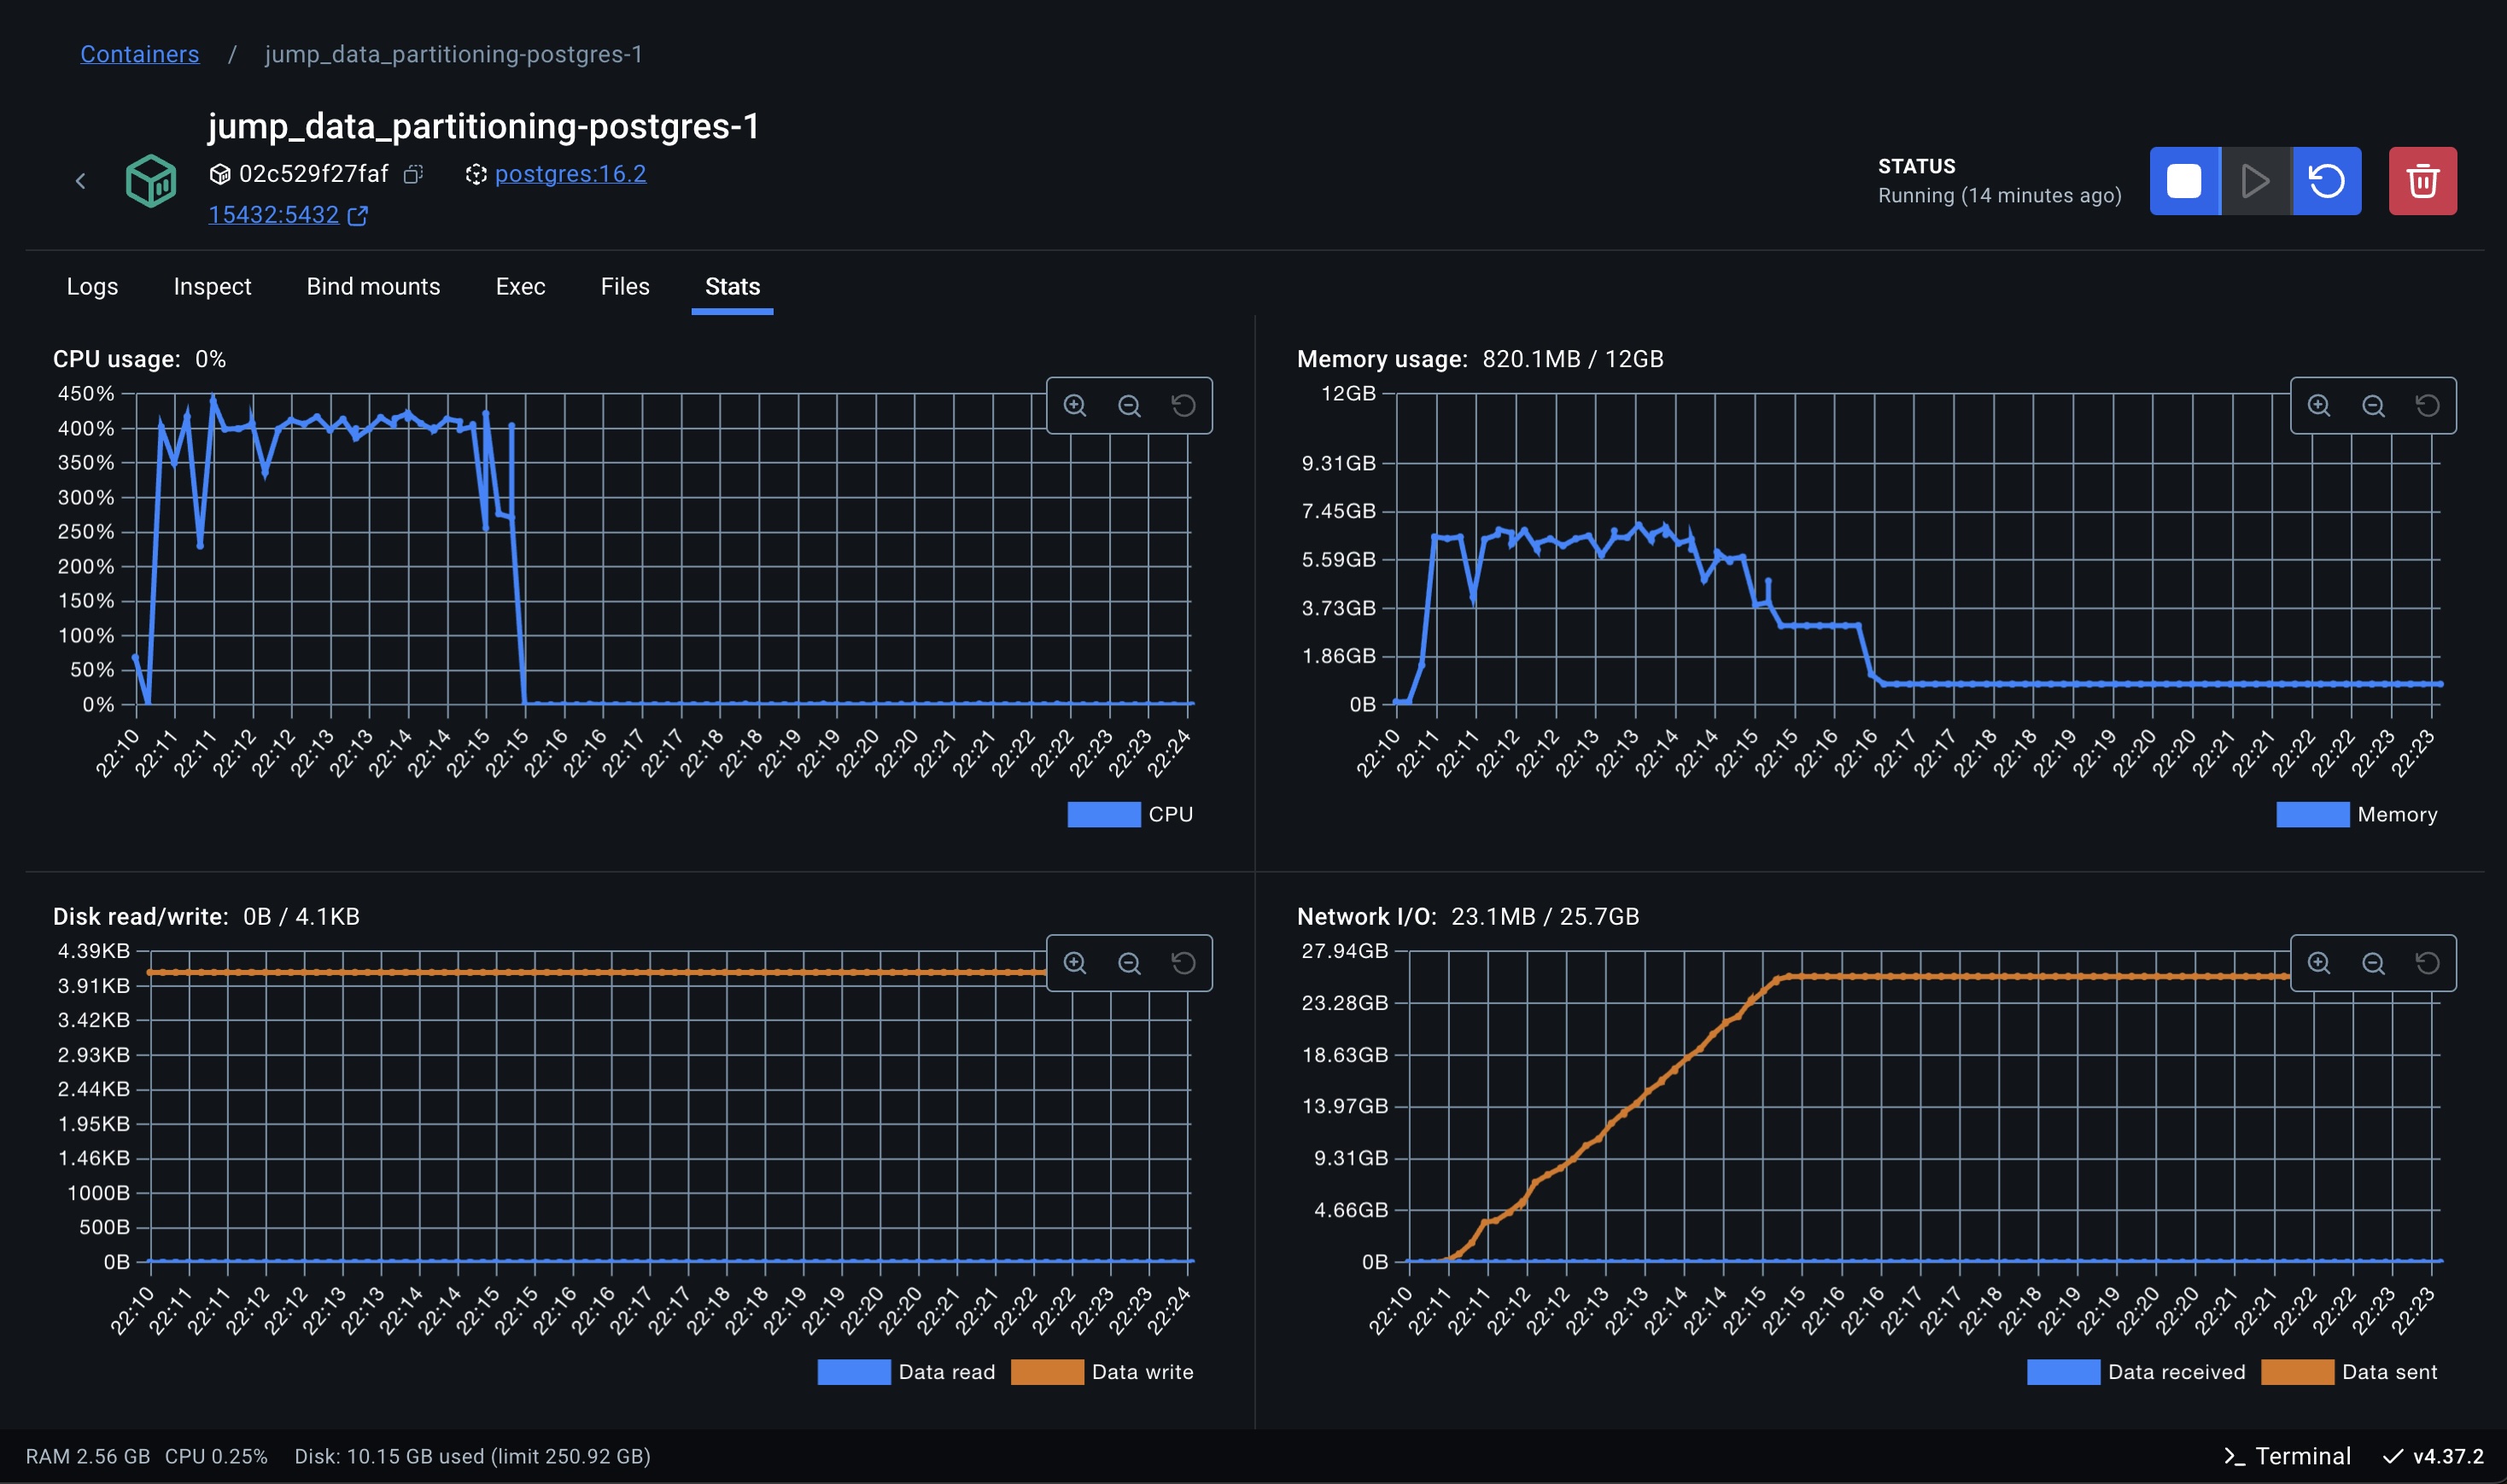 Containers / jump_data_partitioning-postgres-1
jump_data_partitioning-postgres-1
02c529f27faf postgres:16.2
15432:5432
STATUS
Running (14 minutes ago)
Logs Inspect Bind mounts Exec Files Stats
CPU usage: 0%
450%
400%
350%
300%
250%
200%
150%
100%
50%
0%
22:10 22:11 22:11 22:12 22:12 22:13 22:13 22:14 22:14 22:15 22:15 22:16 22:16 22:17 22:17 22:18 22:18 22:19 22:19 22:20 22:20 22:21 22:21 22:22 22:22 22:23 22:23 22:24
CPU
Memory usage: 820.1MB / 12GB
12GB
9.31GB
7.45GB
5.59GB
3.73GB
1.86GB
0B
22:10 22:11 22:11 22:12 22:12 22:13 22:13 22:14 22:14 22:15 22:15 22:16 22:16 22:17 22:17 22:18 22:18 22:19 22:19 22:20 22:20 22:21 22:21 22:22 22:22 22:23 22:23
Memory
Disk read/write: 0B / 4.1KB
4.39KB
3.91KB
3.42KB
2.93KB
2.44KB
1.95KB
1.46KB
1000B
500B
0B
22:10 22:11 22:11 22:12 22:12 22:13 22:13 22:14 22:14 22:15 22:15 22:16 22:16 22:17 22:17 22:18 22:18 22:19 22:19 22:20 22:20 22:21 22:21 22:22 22:22 22:23 22:23 22:24
Data read Data write
Network I/O: 23.1MB / 25.7GB
27.94GB
23.28GB
18.63GB
13.97GB
9.31GB
4.66GB
0B
22:10 22:11 22:11 22:12 22:12 22:13 22:13 22:14 22:14 22:15 22:15 22:16 22:16 22:17 22:17 22:18 22:18 22:19 22:19 22:20 22:20 22:21 22:21 22:22 22:22 22:23 22:23
Data received Data sent
RAM 2.56 GB CPU 0.25% Disk: 10.15 GB used (limit 250.92 GB) Terminal v4.37.2